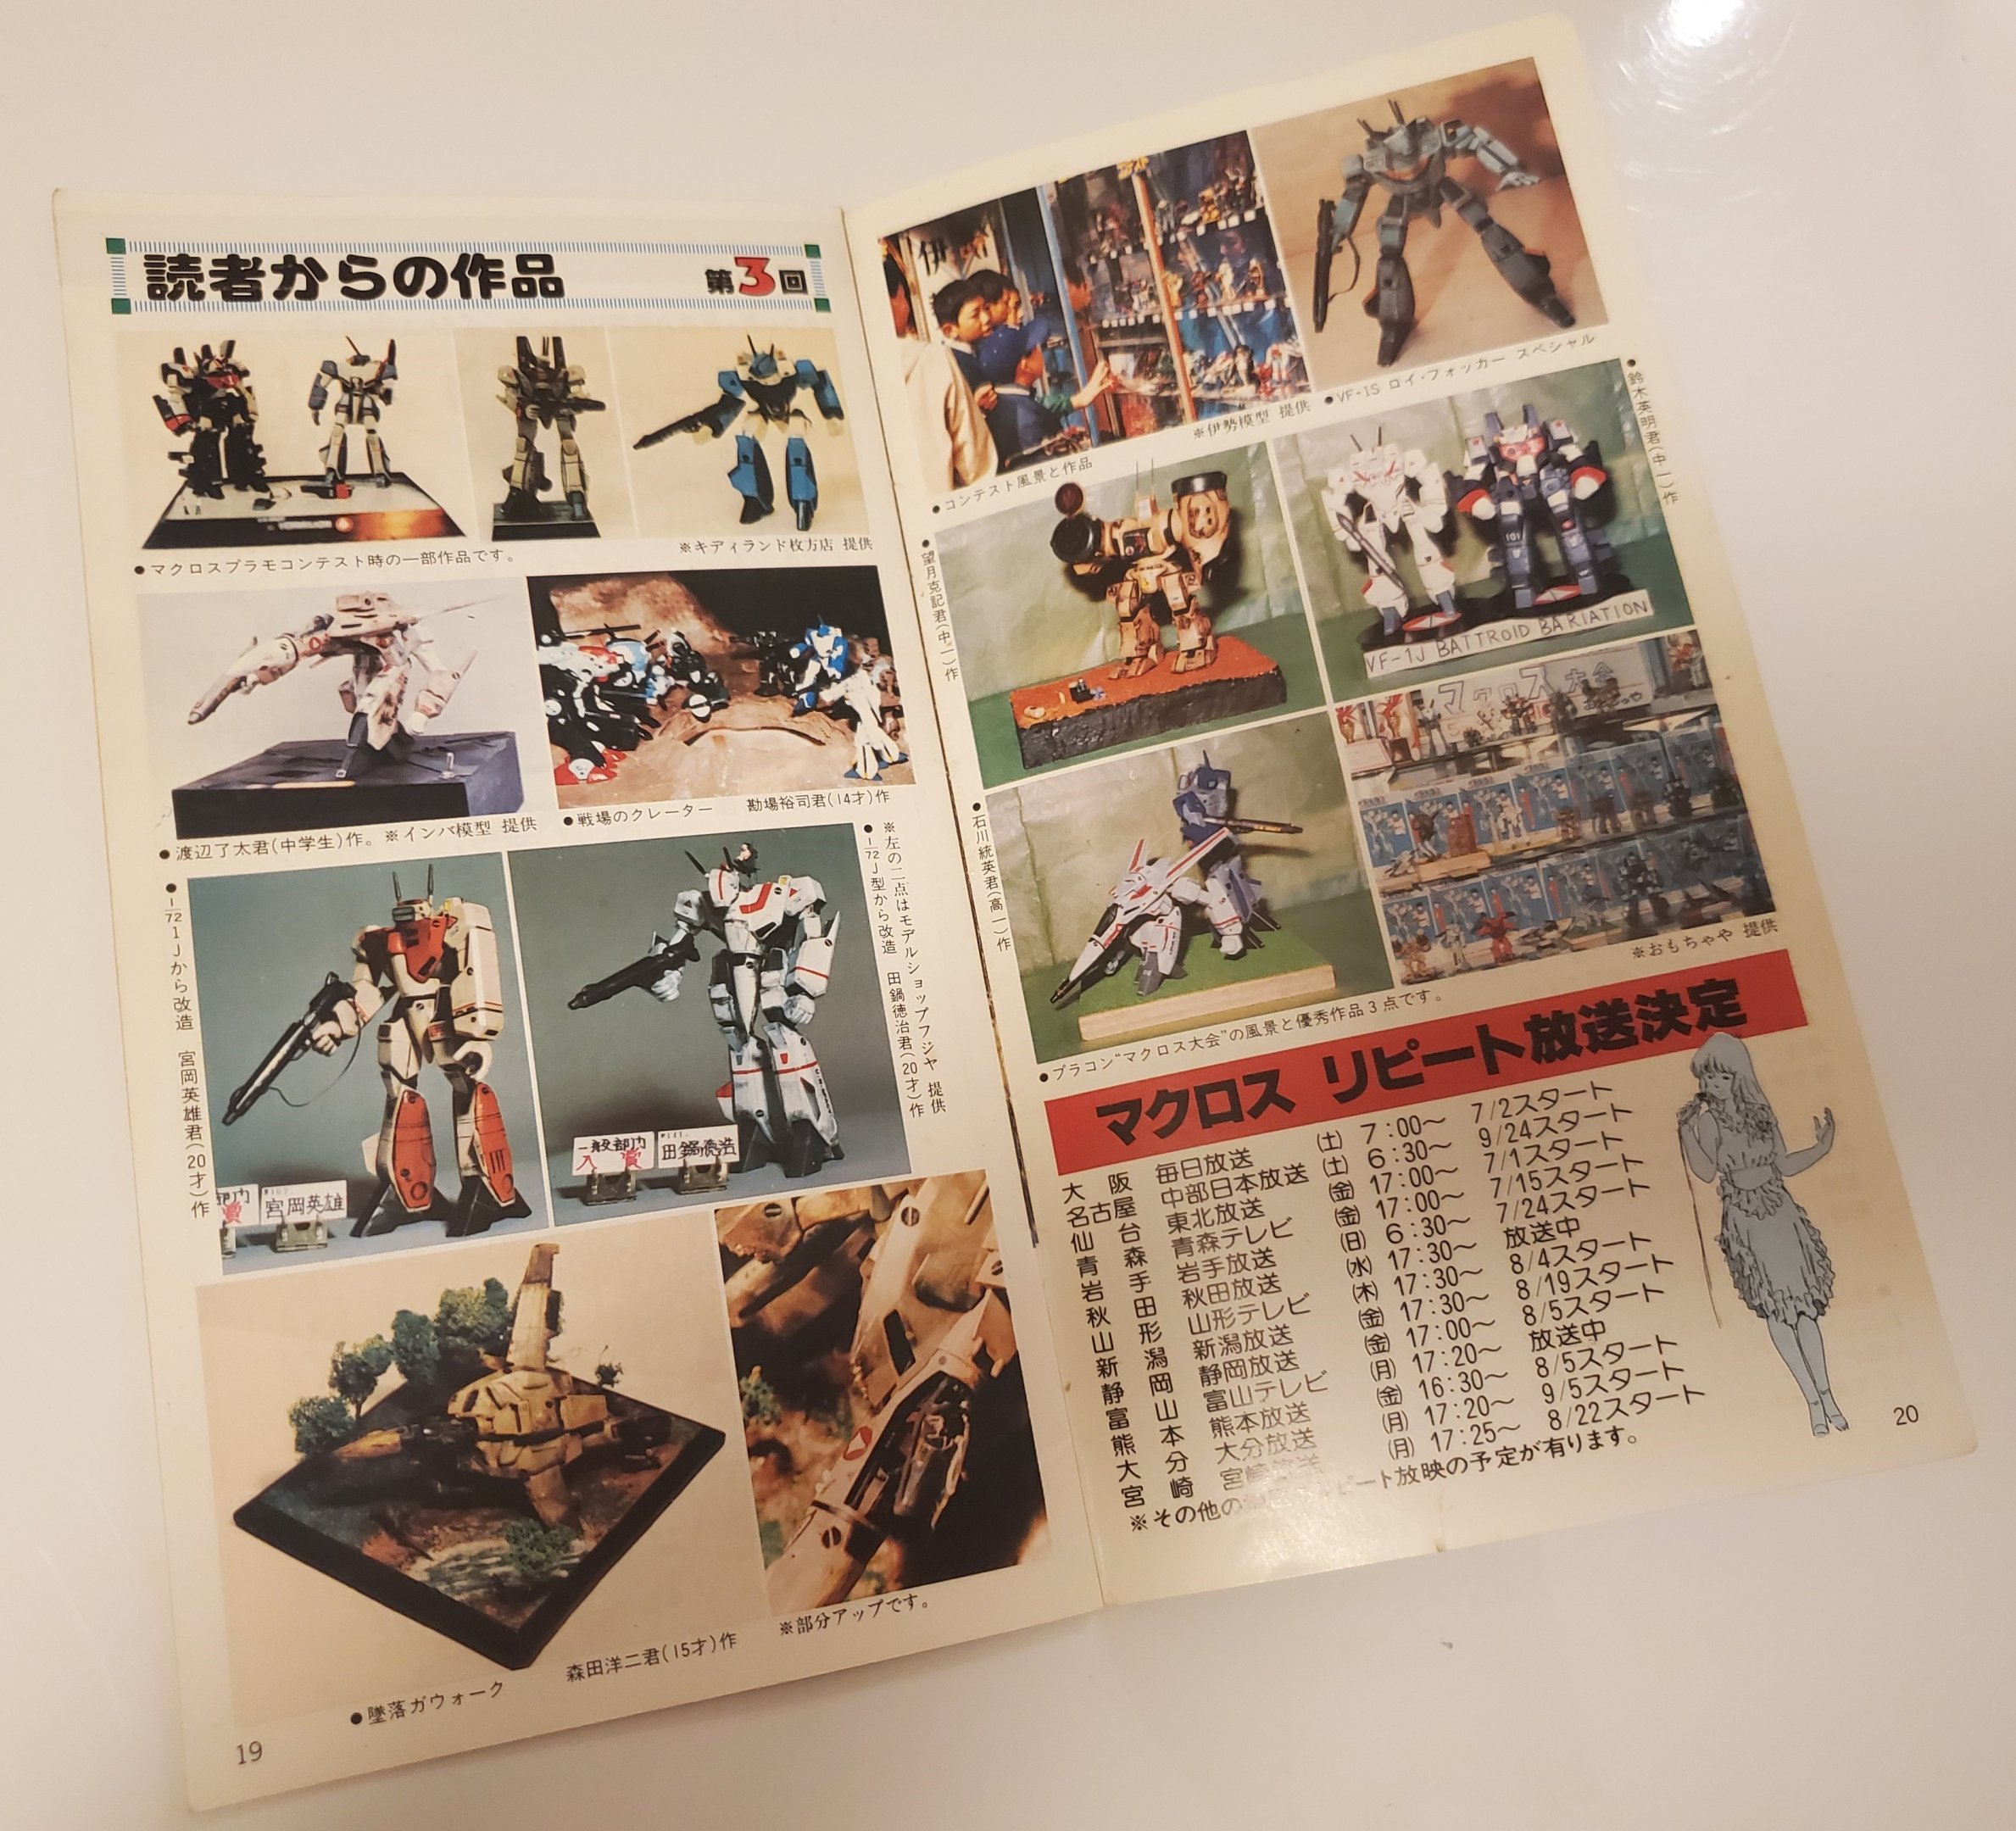 読者からの作品
第3回
●マクロスプラモコンテスト時の一部作品です。
※キディランド枚方店 提供
●渡辺了太君(中学生)作。※インバ模型 提供
●戦場のクレーター 勘場裕司君(14才)作
●1/72 1Jから改造 宮岡英雄君(20才)作
●1/72J型から改造 田鍋徳治君(20才)作
※左の二点はモデルショップフジヤ 提供
部門
賞
宮岡英雄
一般部門
入賞
#141
●墜落ガウォーク 森田洋二君(15才)作
※部分アップです。
19
伊
●コンテスト風景と作品
※伊勢模型 提供
●VF-1S ロイ・フォッカー スペシャル
●望月克記君(中二)作
●鈴木英明君(中一)作
101
VF-1J BATTROID BARIATION
マクロス大会
●石川統英君(高一)作
※おもちゃや 提供
●プラコン“マクロス大会”の風景と優秀作品3点です。
マクロス リピート放送決定
大阪 毎日放送 (土) 7:00〜 7/2スタート
名古屋 中部日本放送 (土) 6:30〜 9/24スタート
仙台 東北放送 (金) 17:00〜 7/1スタート
青森 青森テレビ (金) 17:00〜 7/15スタート
岩手 岩手放送 (日) 6:30〜 7/24スタート
秋田 秋田放送 (水) 17:30〜 放送中
山形 山形テレビ (木) 17:30〜 8/4スタート
新潟 新潟放送 (金) 17:30〜 8/19スタート
静岡 静岡放送 (金) 17:00〜 8/5スタート
富山 富山テレビ (月) 17:20〜 放送中
熊本 熊本放送 (金) 16:30〜 8/5スタート
大分 大分放送 (月) 17:20〜 9/5スタート
宮崎 宮崎放送 (月) 17:25〜 8/22スタート
※その他の ピート放映の予定が有ります。
20